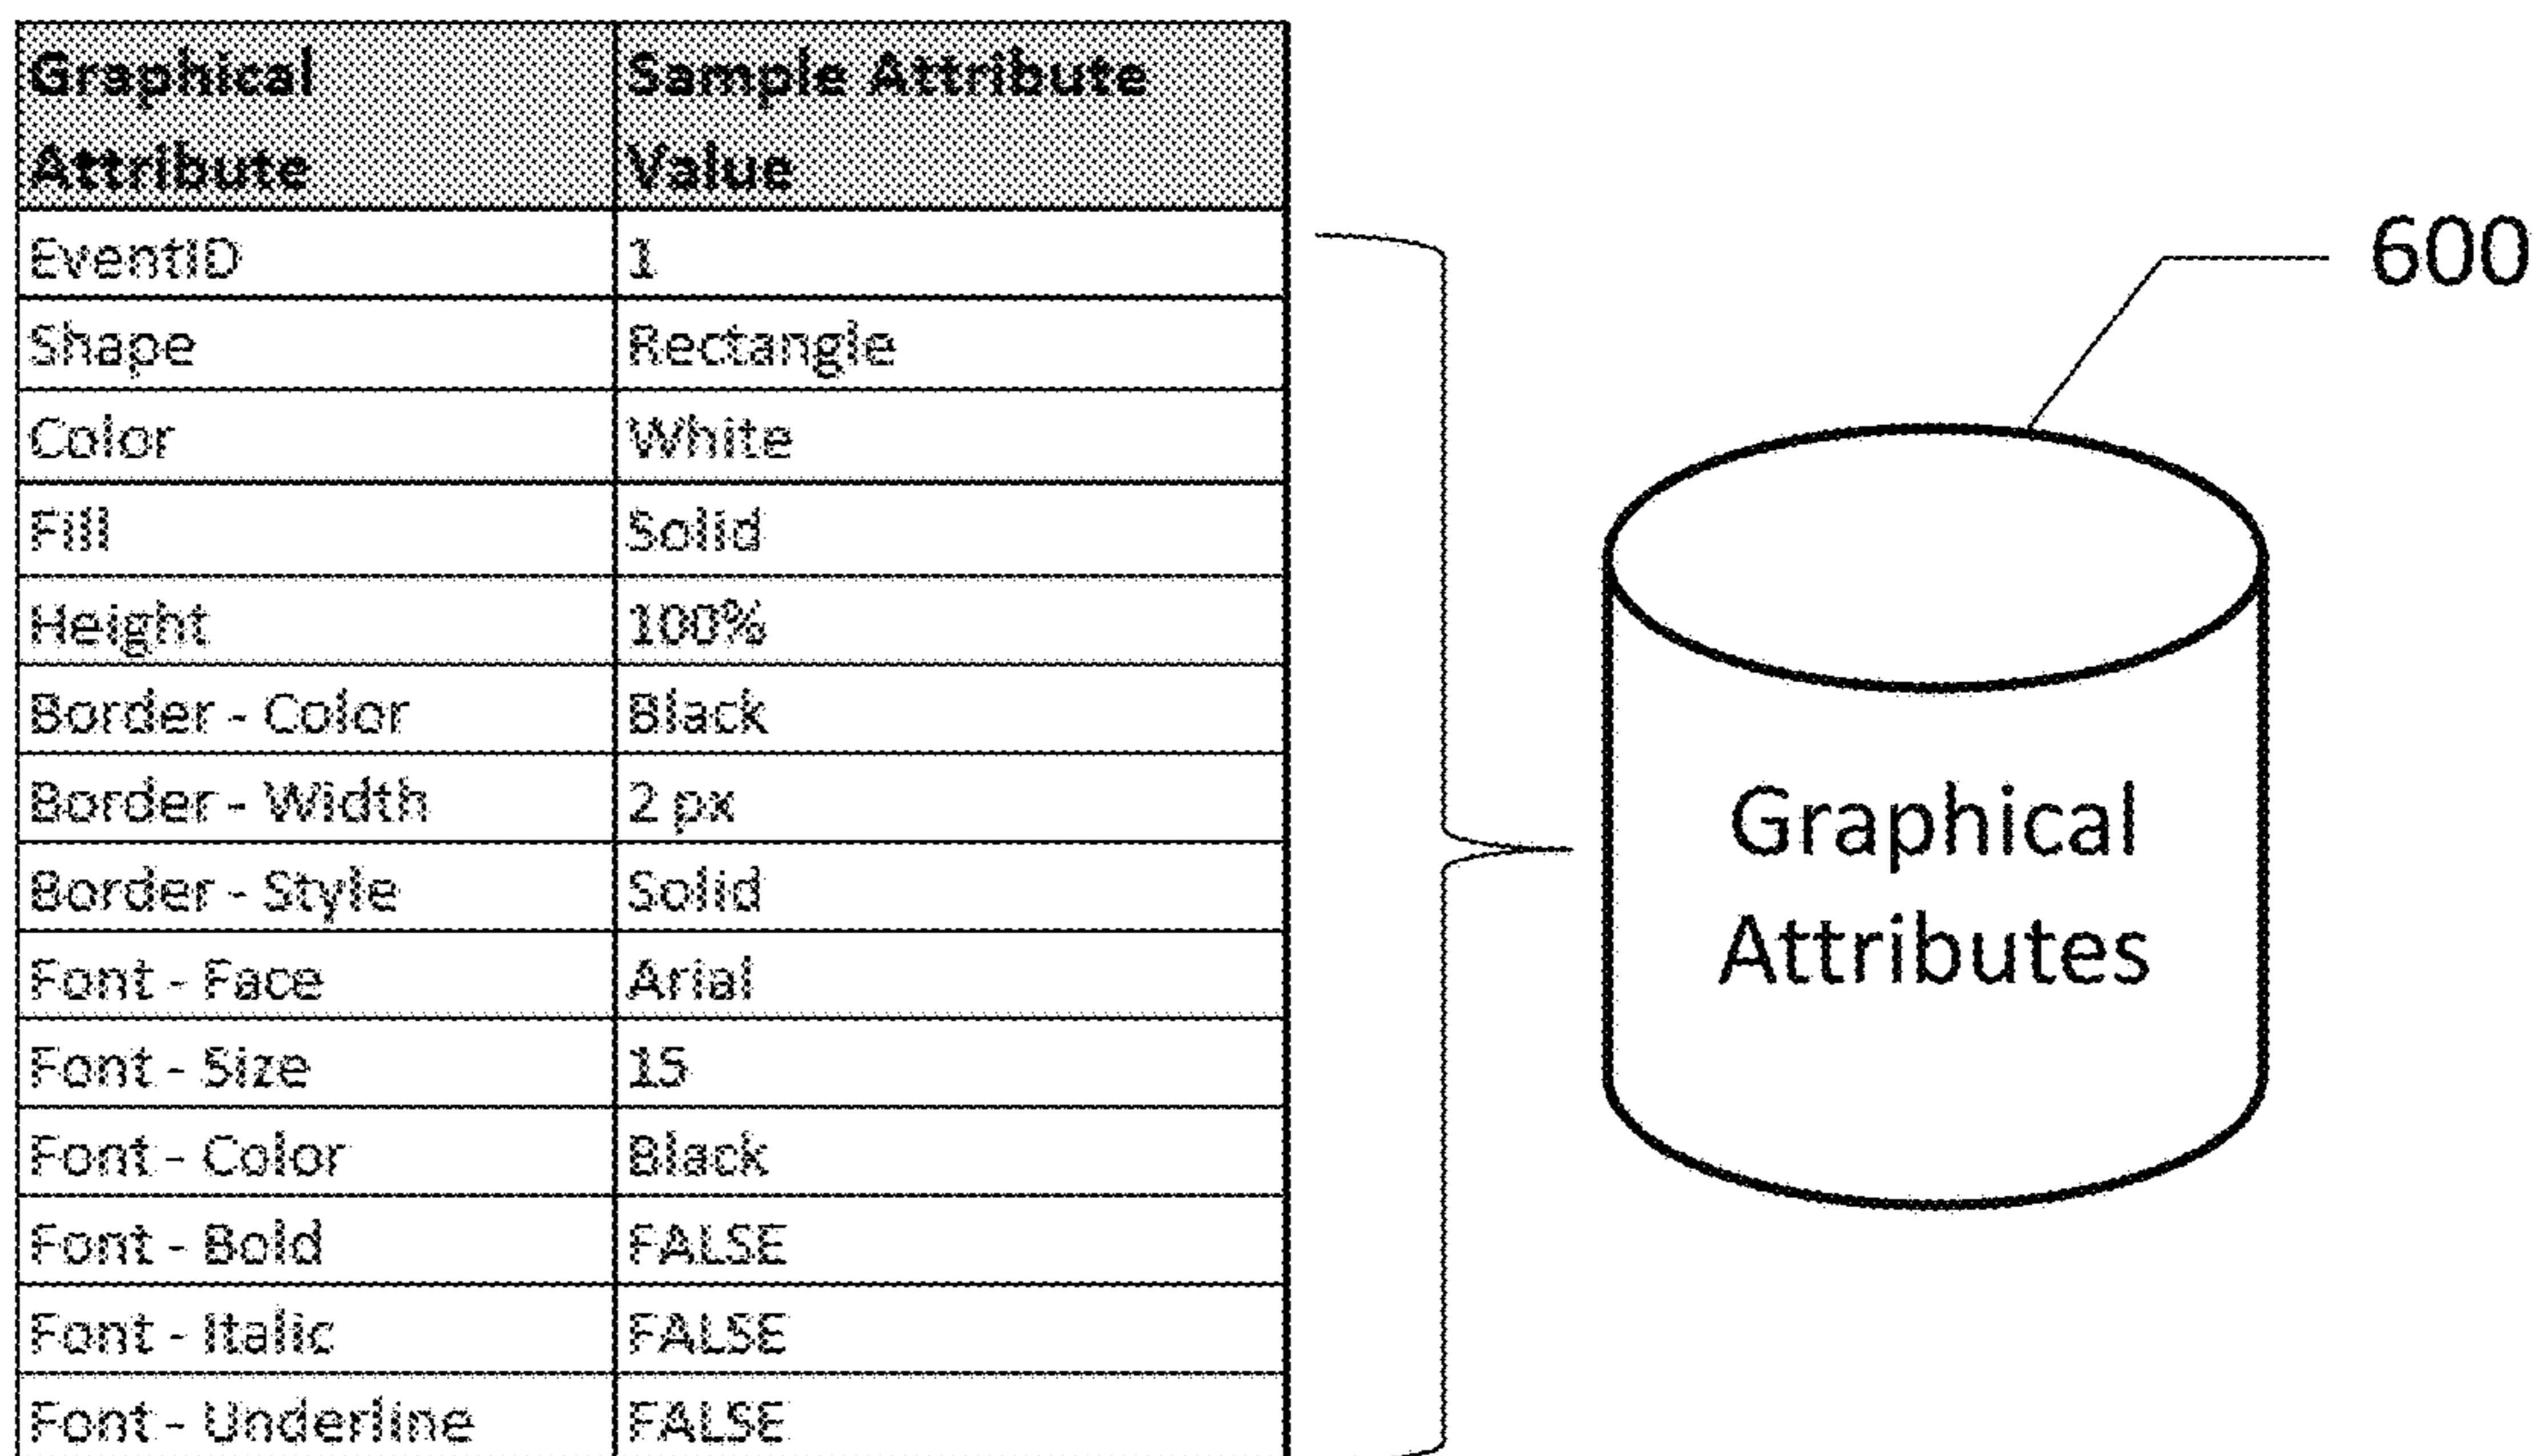 Graphical Attribute Sample Attribute Value
EventID 1
Shape Rectangle
Color White
Fill Solid
Height 100%
Border - Color Black
Border - Width 2 px
Border - Style Solid
Font - Face Arial
Font - Size 15
Font - Color Black
Font - Bold FALSE
Font - Italic FALSE
Font - Underline FALSE
600
Graphical
Attributes